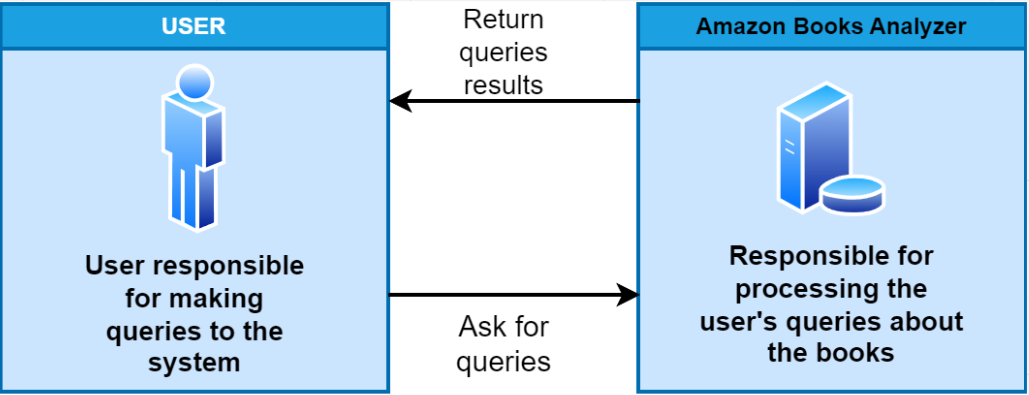 USER
User responsible
for making
queries to the
system
Return
queries
results
Ask for
queries
Amazon Books Analyzer
Responsible for
processing the
user's queries about
the books